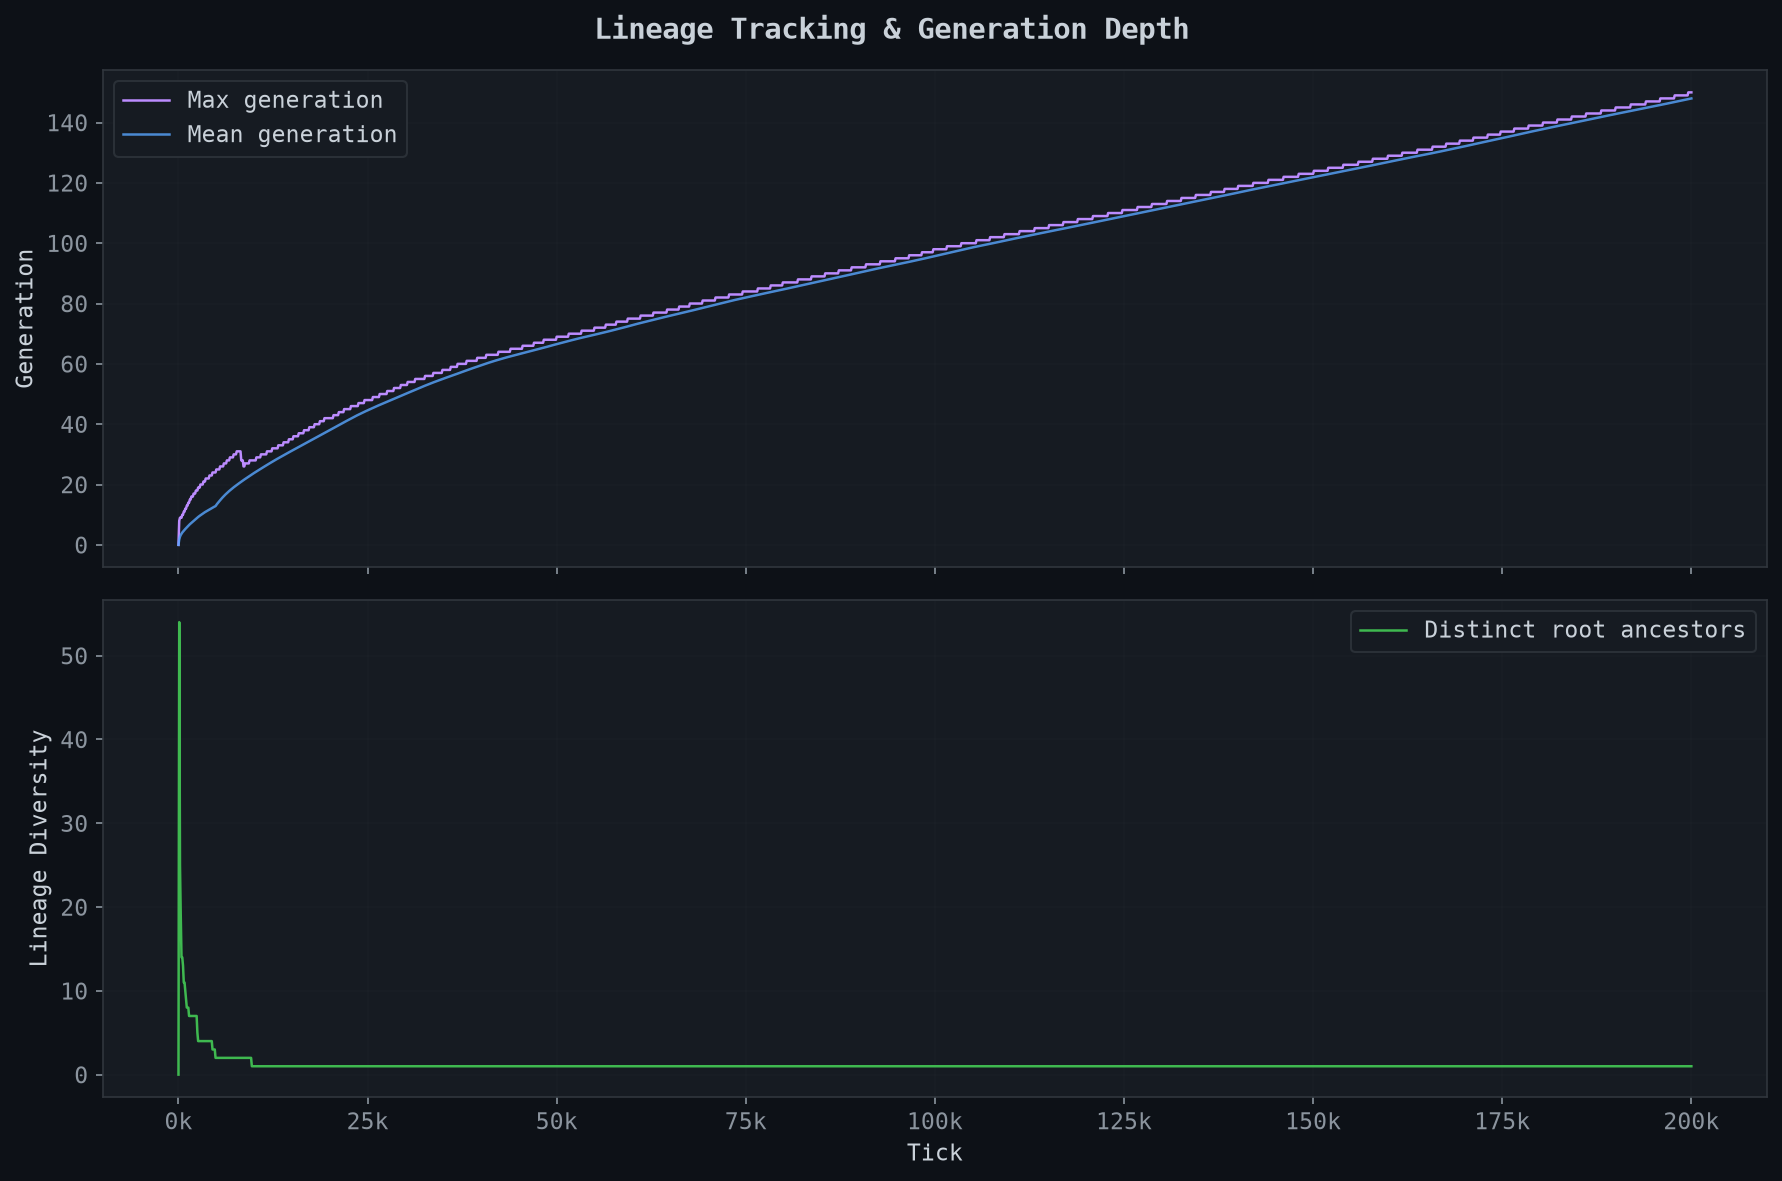 Lineage Tracking & Generation Depth
Max generation
Mean generation
Generation
140
120
100
80
60
40
20
0
Distinct root ancestors
Lineage Diversity
50
40
30
20
10
0
0k 25k 50k 75k 100k 125k 150k 175k 200k
Tick